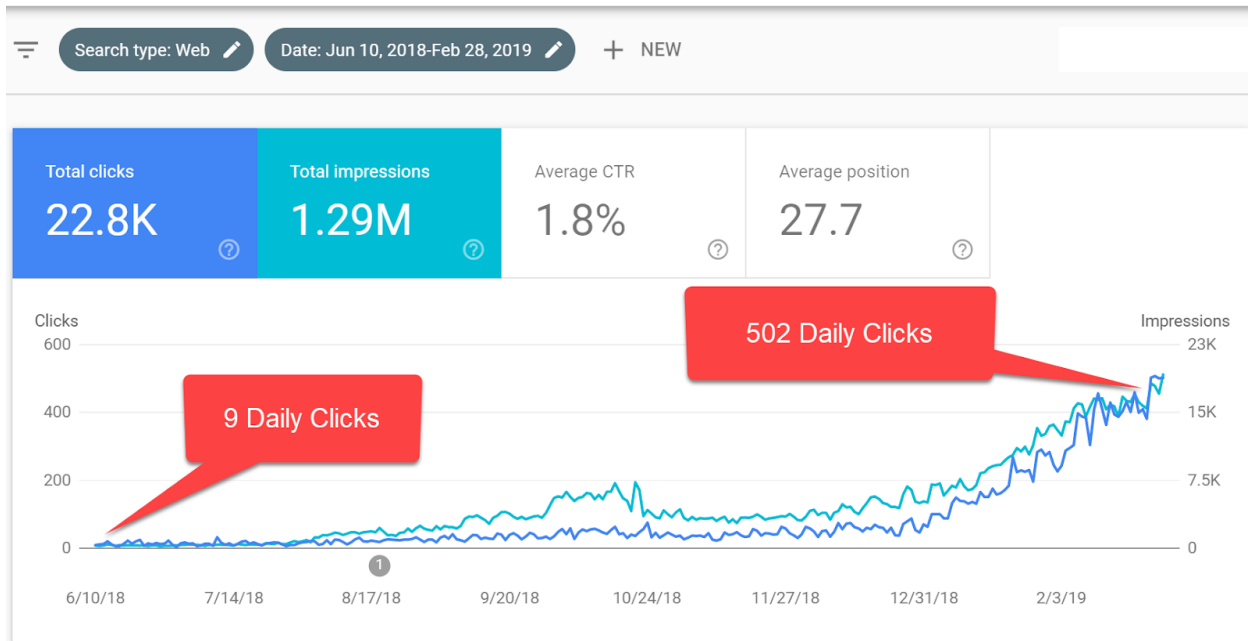 Search type: Web
Date: Jun 10, 2018-Feb 28, 2019
NEW
Total clicks
22.8K
Total impressions
1.29M
Average CTR
1.8%
Average position
27.7
Clicks
Impressions
600
23K
400
15K
200
7.5K
0
0
9 Daily Clicks
502 Daily Clicks
1
6/10/18
7/14/18
8/17/18
9/20/18
10/24/18
11/27/18
12/31/18
2/3/19